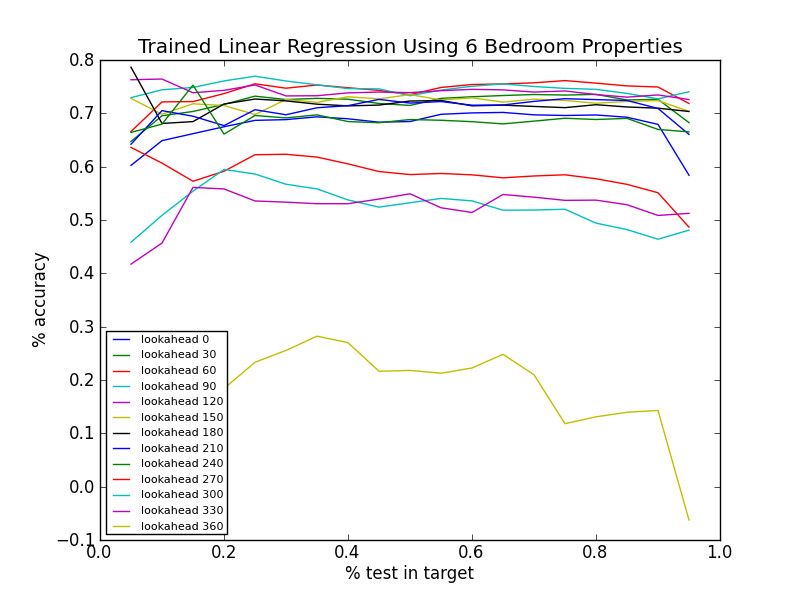 Trained Linear Regression Using 6 Bedroom Properties
0.8
0.7
0.6
0.5
0.4
0.3
0.2
0.1
0.0
−0.1
% accuracy
lookahead 0
lookahead 30
lookahead 60
lookahead 90
lookahead 120
lookahead 150
lookahead 180
lookahead 210
lookahead 240
lookahead 270
lookahead 300
lookahead 330
lookahead 360
0.0 0.2 0.4 0.6 0.8 1.0
% test in target